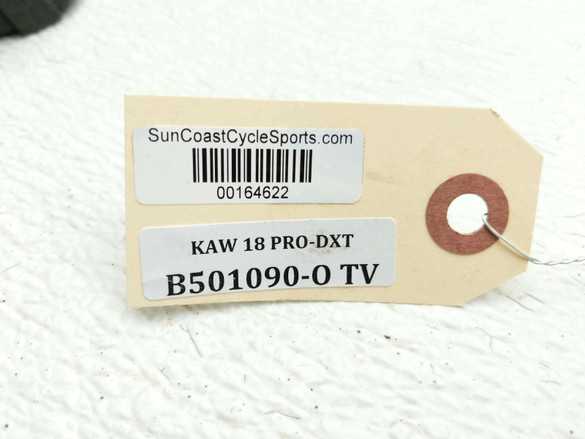 SunCoastCycleSports.com
00164622
KAW 18 PRO-DXT
B501090-O TV